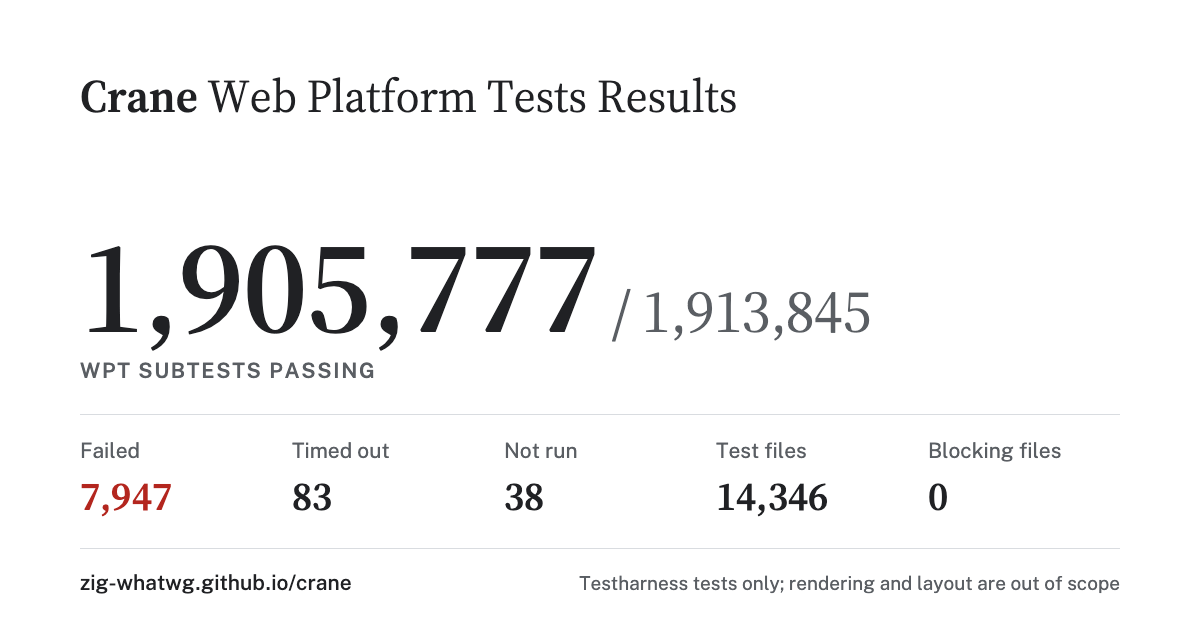 Crane Web Platform Tests Results
1,905,777 / 1,913,845
WPT SUBTESTS PASSING
Failed Timed out Not run Test files Blocking files
7,947 83 38 14,346 0
zig-whatwg.github.io/crane Testharness tests only; rendering and layout are out of scope